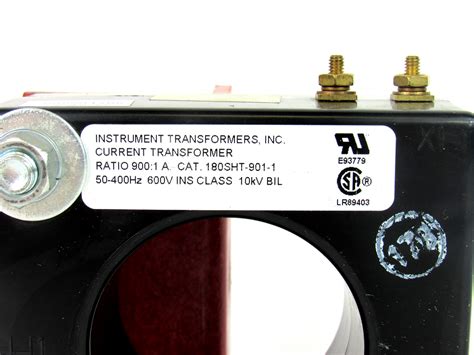 INSTRUMENT TRANSFORMERS, INC.
CURRENT TRANSFORMER
RATIO 900:1 A. CAT. 180SHT-901-1
50-400Hz 600V INS CLASS 10kV BIL
E93779
LR89403